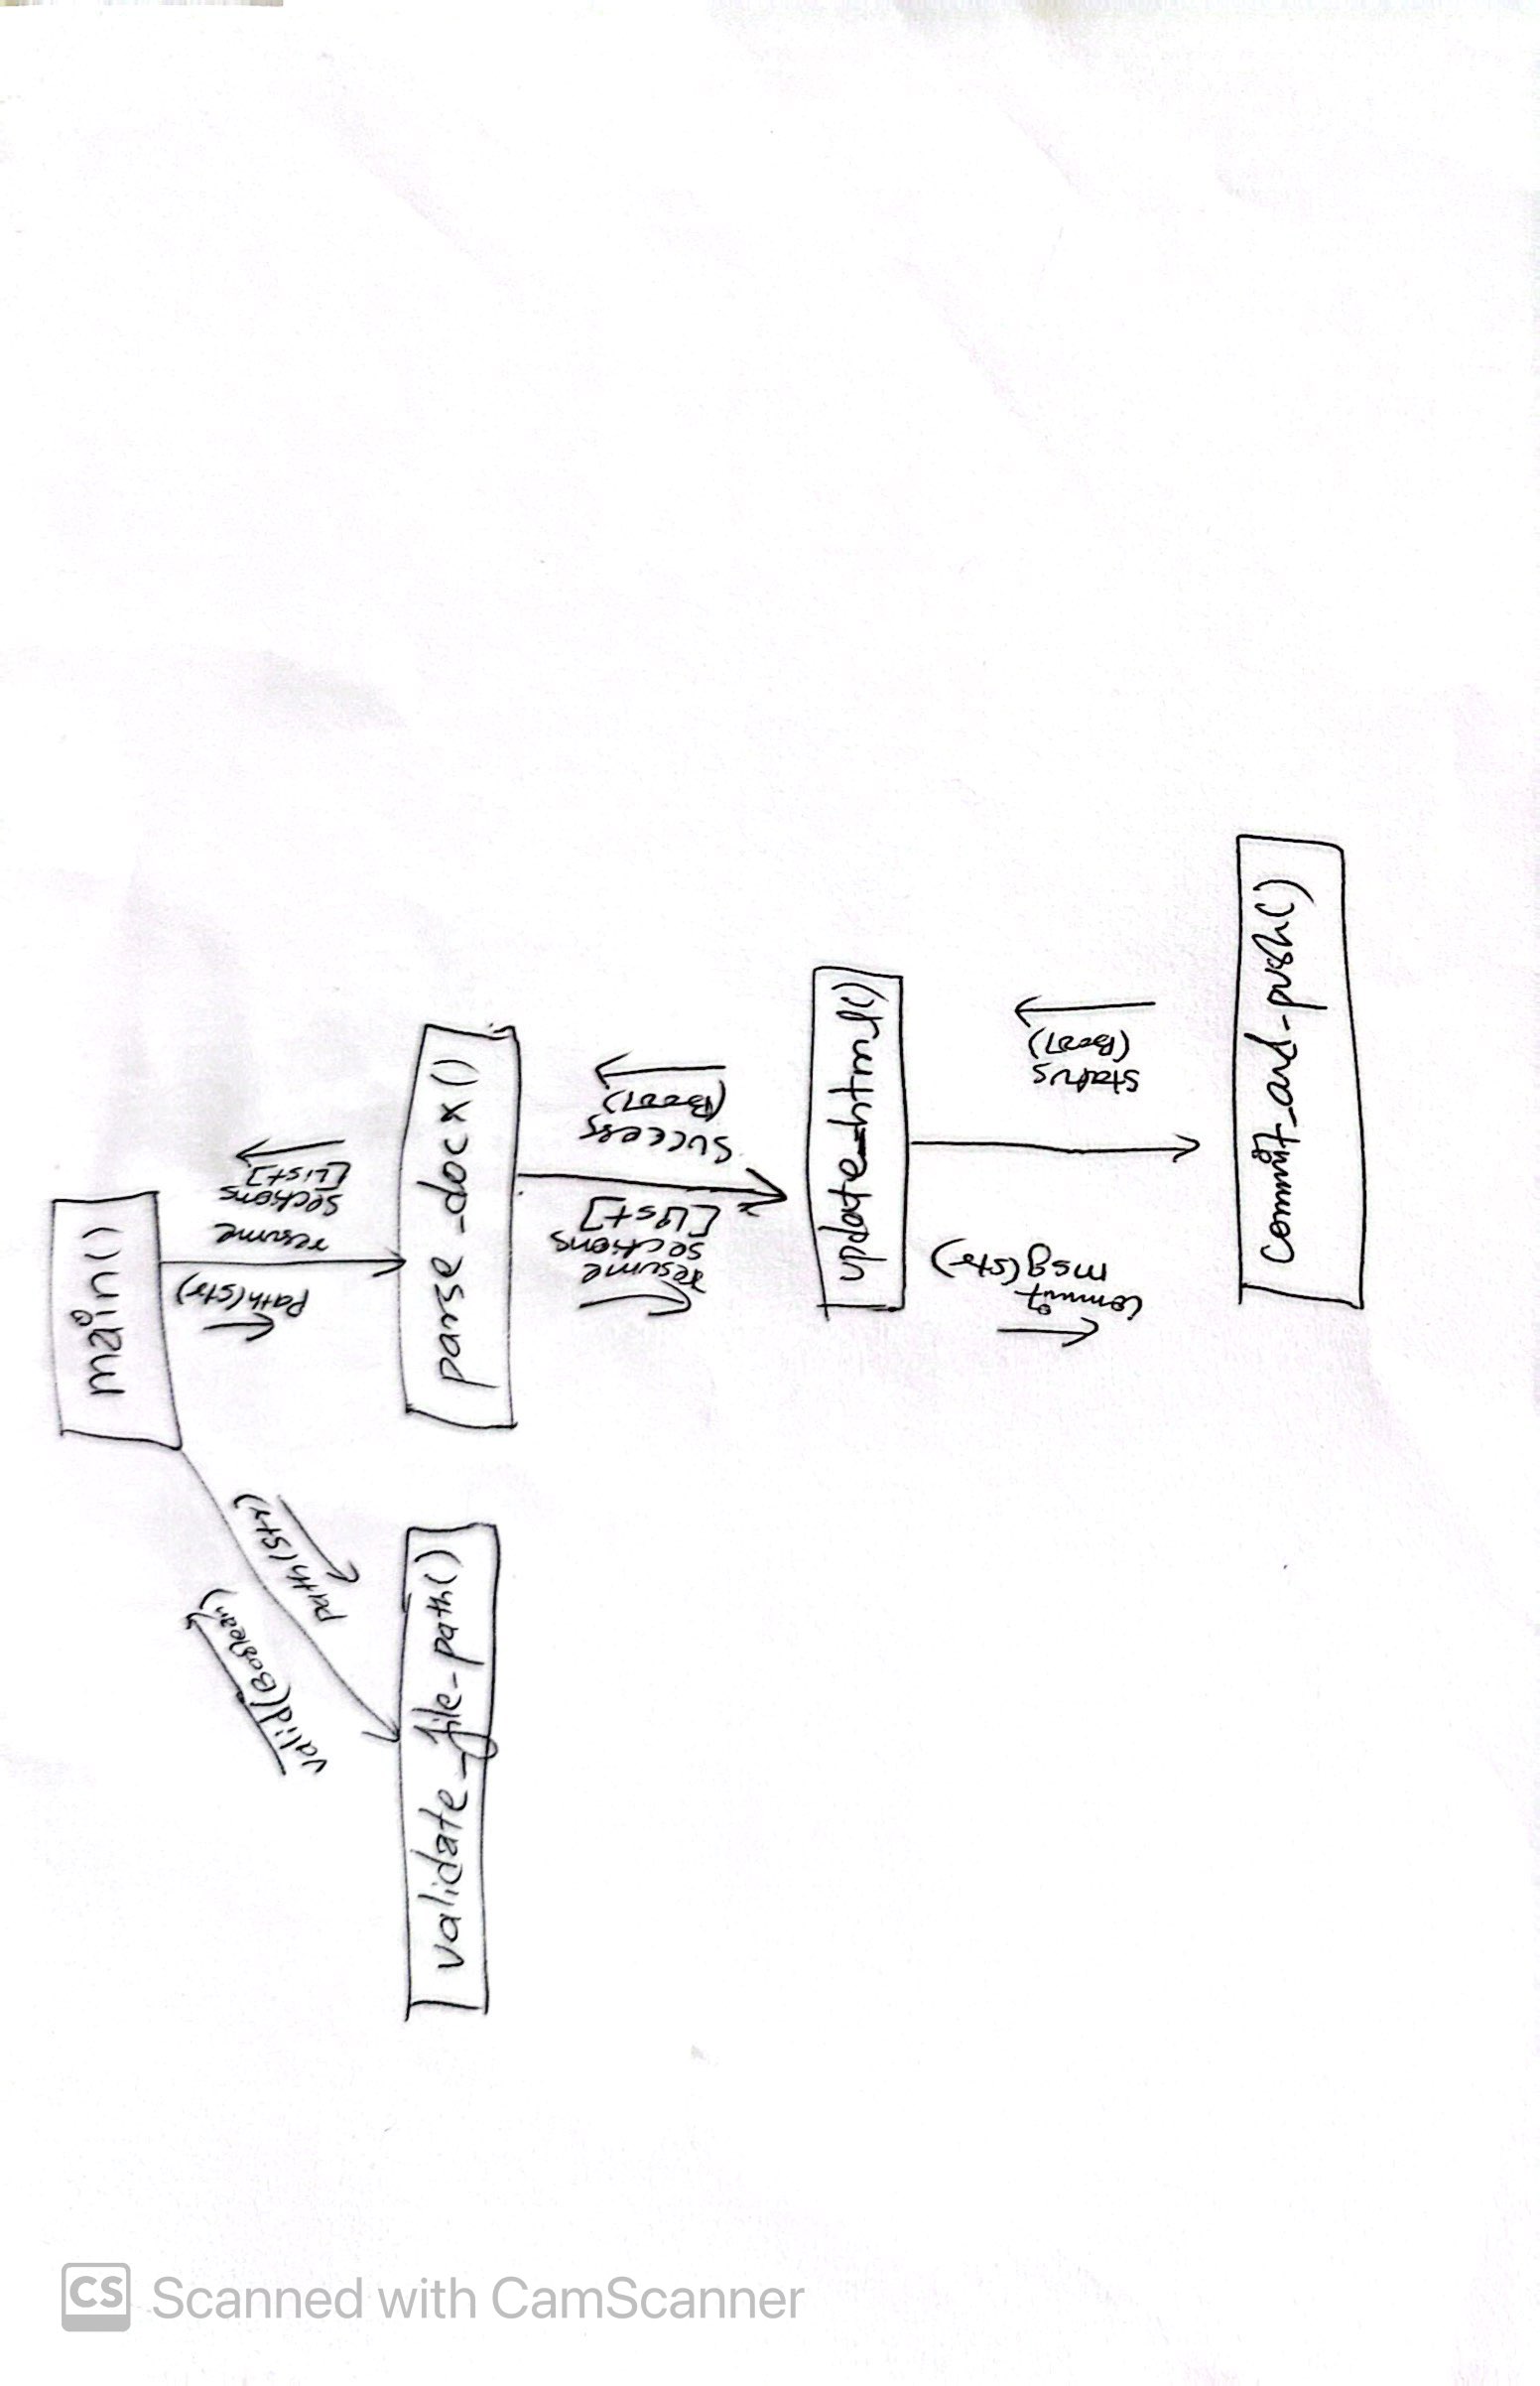 main()
path(str)
resume
sections
[List]
path(str)
valid(Boolean)
validate_file_path()
parse_docx()
resume
sections
[List]
success
(Bool)
update_html()
commit
msg(str)
status
(Bool)
commit_and_push()
CS Scanned with CamScanner